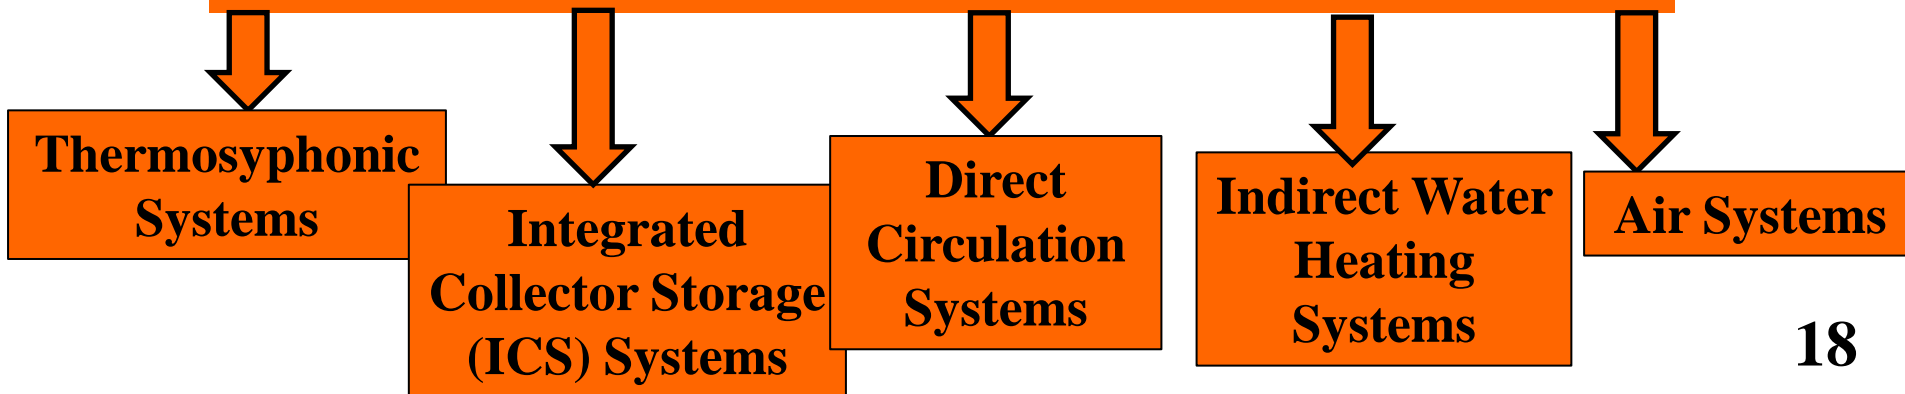 Thermosyphonic
Systems
Integrated
Collector Storage
(ICS) Systems
Direct
Circulation
Systems
Indirect Water
Heating
Systems
Air Systems
18